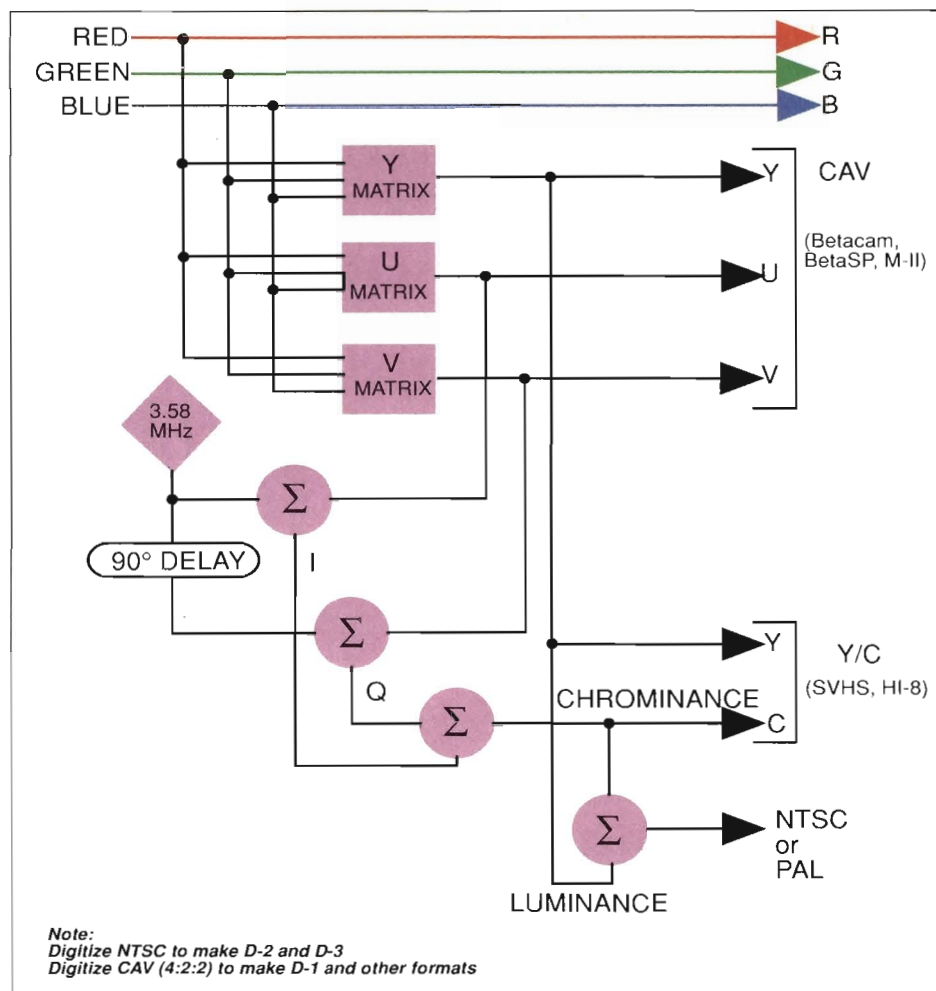 RED
R
GREEN
G
BLUE
B
Y
MATRIX
Y
CAV
(Betacam,
BetaSP, M-II)
U
MATRIX
U
V
MATRIX
V
3.58
MHz
Σ
90° DELAY
I
Σ
Q
Y
Y/C
(SVHS, HI-8)
CHROMINANCE
Σ
C
Σ
NTSC
or
PAL
LUMINANCE
Note:
Digitize NTSC to make D-2 and D-3
Digitize CAV (4:2:2) to make D-1 and other formats